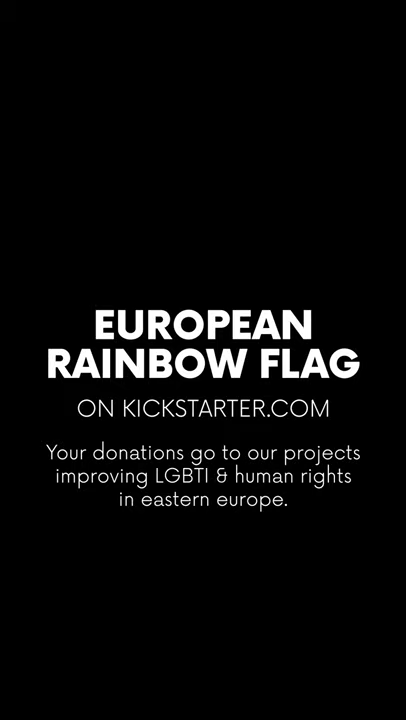 EUROPEAN
RAINBOW FLAG
ON KICKSTARTER.COM
Your donations go to our projects
improving LGBTI & human rights
in eastern europe.